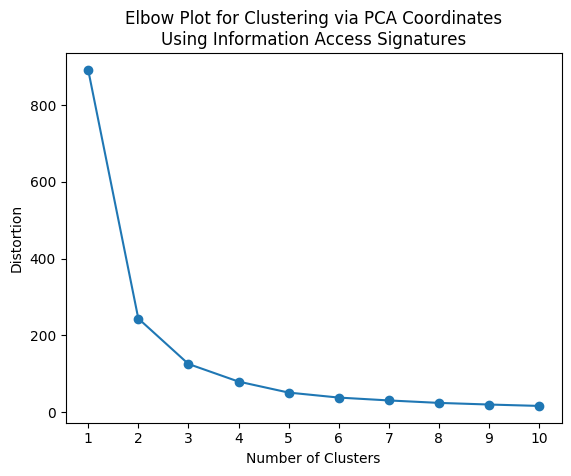 Elbow Plot for Clustering via PCA Coordinates
Using Information Access Signatures
Distortion
800
600
400
200
0
1 2 3 4 5 6 7 8 9 10
Number of Clusters